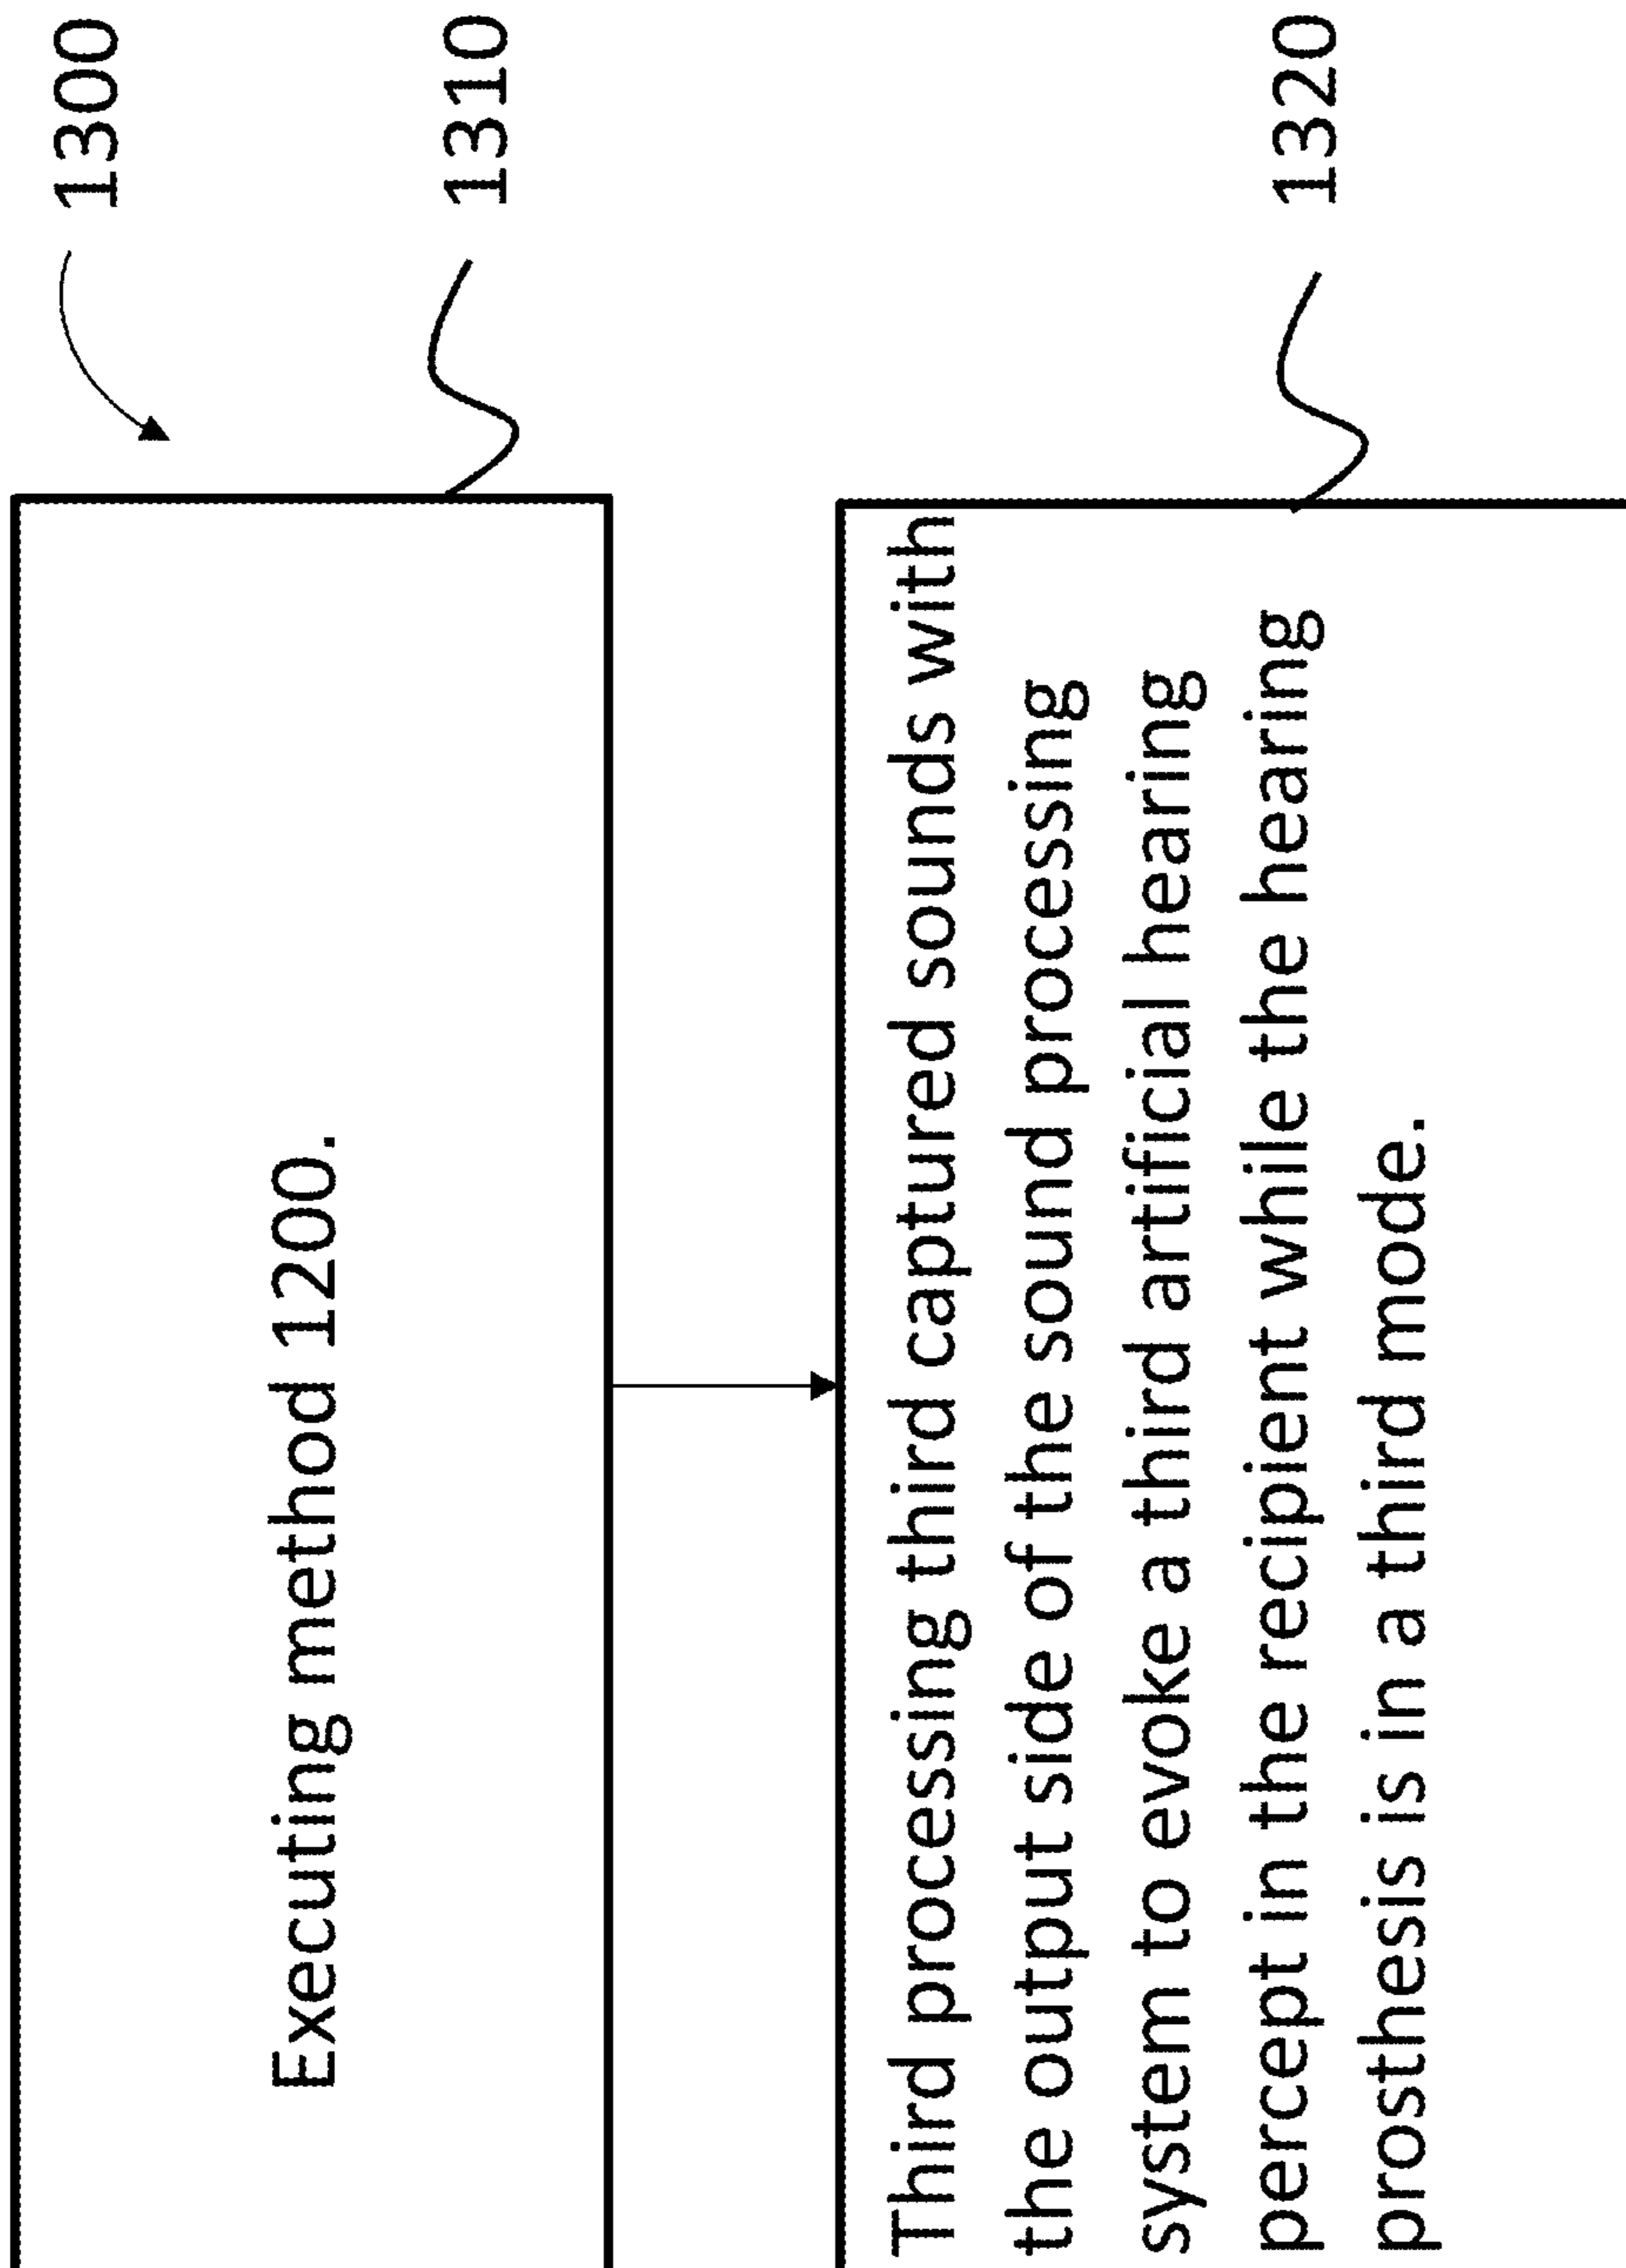 1300
1310
Executing method 1200.
1320
Third processing third captured sounds with
the output side of the sound processing
system to evoke a third artificial hearing
percept in the recipient while the hearing
prosthesis is in a third mode.